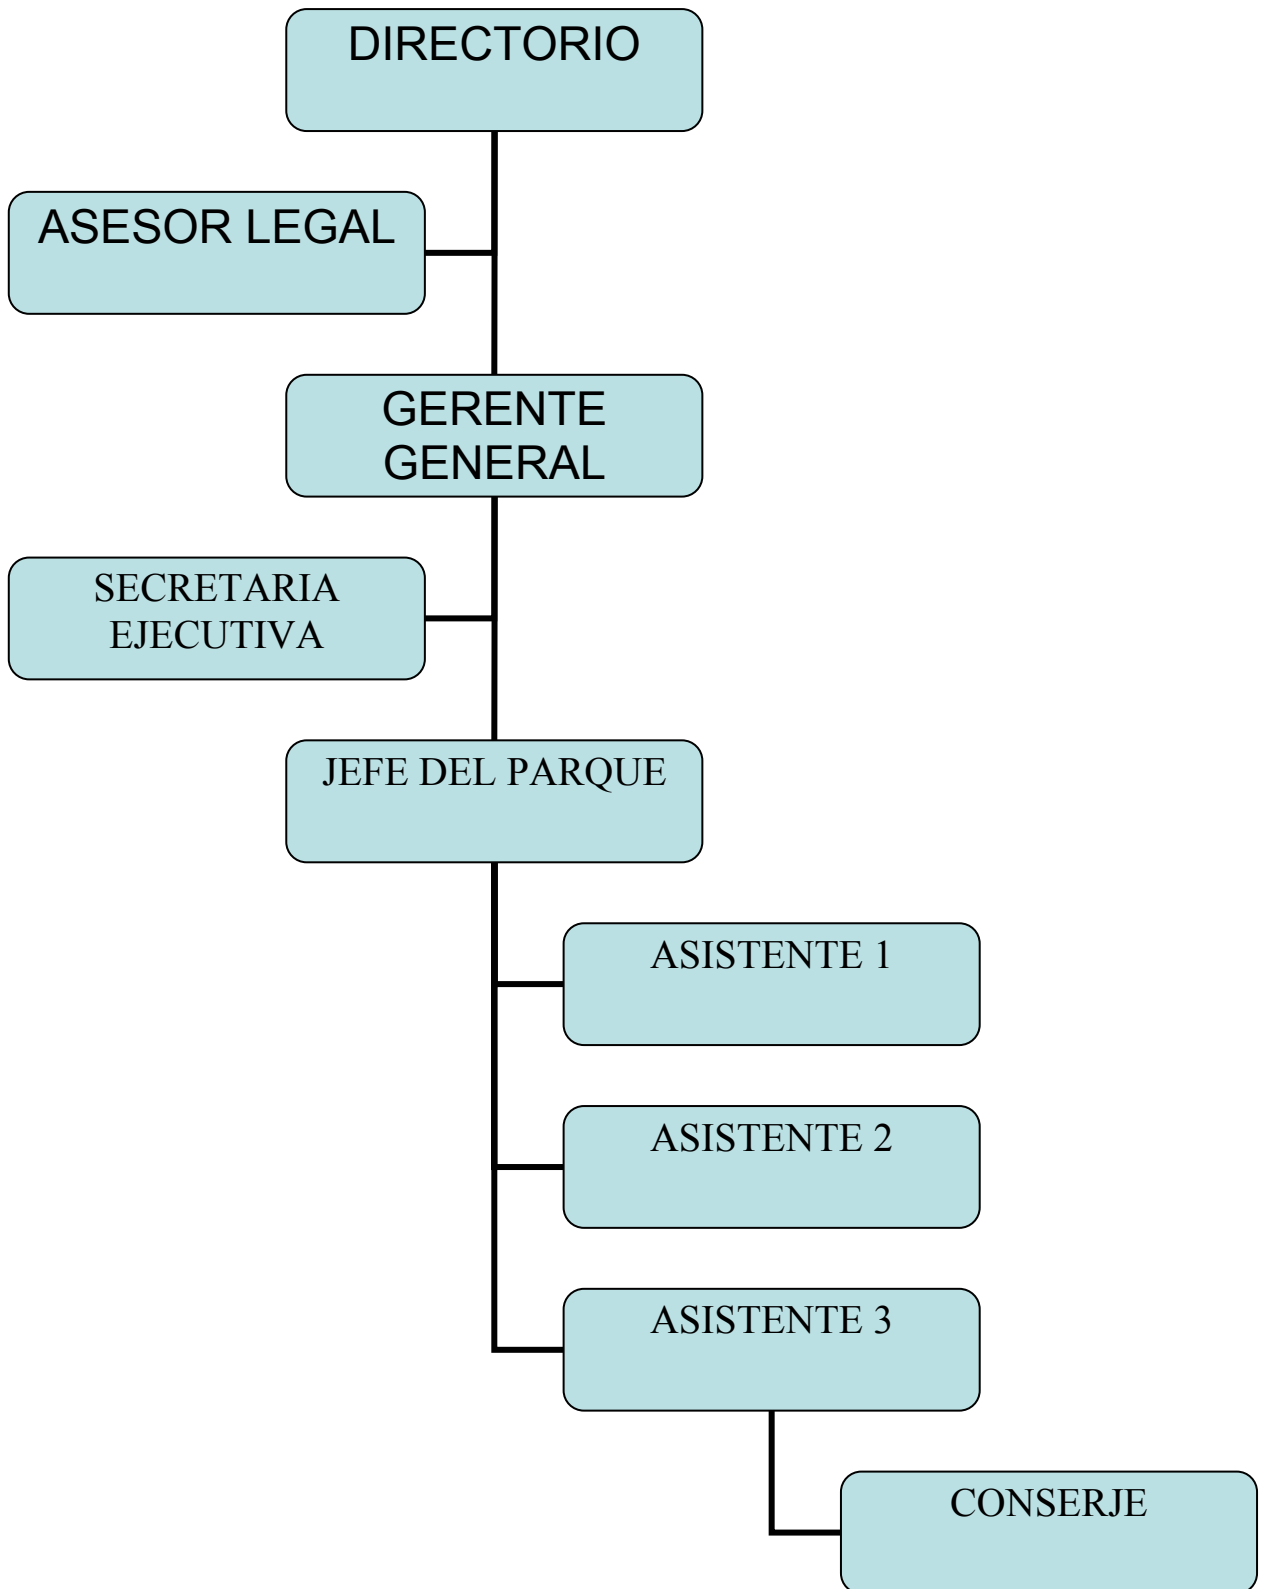 DIRECTORIO
ASESOR LEGAL
GERENTE
GENERAL
SECRETARIA
EJECUTIVA
JEFE DEL PARQUE
ASISTENTE 1
ASISTENTE 2
ASISTENTE 3
CONSERJE